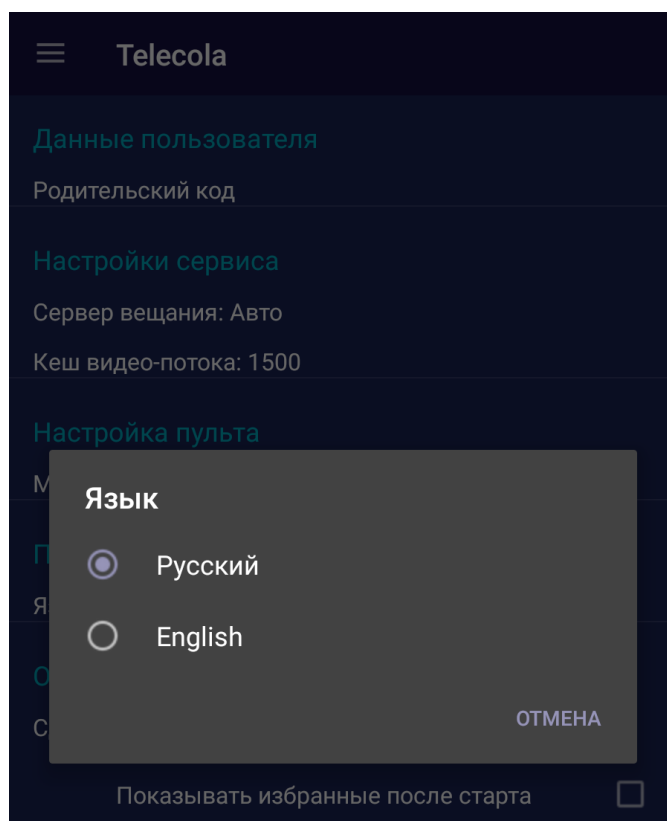 Telecola
Данные пользователя
Родительский код
Настройки сервиса
Сервер вещания: Авто
Кеш видео-потока: 1500
Настройка пульта
Язык
Русский
English
ОТМЕНА
Показывать избранные после старта